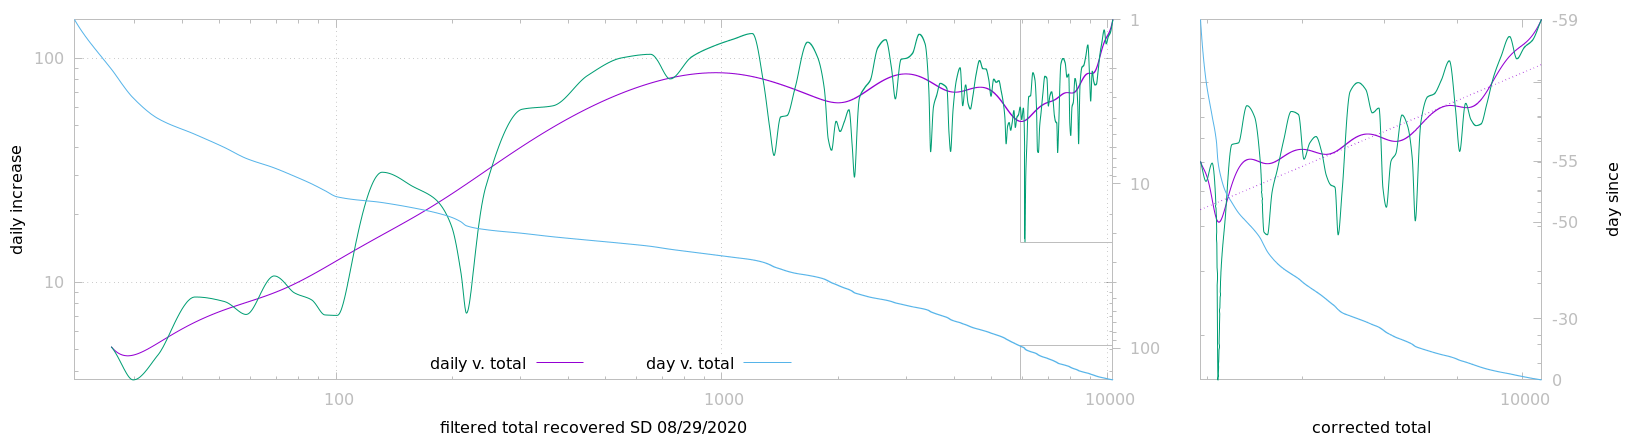 100
10
daily increase
daily v. total
day v. total
1
10
100
100
1000
10000
filtered total recovered SD 08/29/2020
-59
-55
-50
-30
0
day since
10000
corrected total